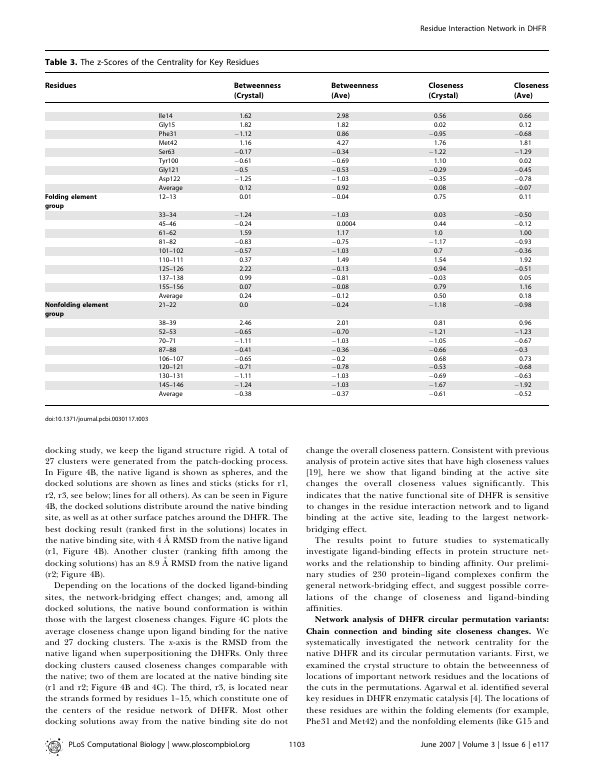 Residue Interaction Network in DHFR
Table 3. The z-Scores of the Centrality for Key Residues
Residues Betweenness (Crystal) Betweenness (Ave) Closeness (Crystal) Closeness (Ave)
Ile14 1.62 2.98 0.56 0.66
Gly15 1.82 1.82 0.02 0.12
Phe31 −1.12 0.86 −0.95 −0.68
Met42 1.16 4.27 1.76 1.81
Ser63 −0.17 −0.34 −1.22 −1.29
Tyr100 −0.61 −0.69 1.10 0.02
Gly121 −0.5 −0.53 −0.29 −0.45
Asp122 −1.25 −1.03 −0.35 −0.78
Average 0.12 0.92 0.08 −0.07
Folding element group 12–13 0.01 −0.04 0.75 0.11
33–34 −1.24 −1.03 0.03 −0.50
45–46 −0.24 0.0004 0.44 −0.12
61–62 1.59 1.17 1.0 1.00
81–82 −0.83 −0.75 −1.17 −0.93
101–102 −0.57 −0.37 0.7 −0.36
110–111 0.37 1.49 1.54 1.92
125–126 2.22 −0.13 0.94 −0.51
137–138 0.99 −0.81 −0.03 0.05
155–156 0.07 −0.08 0.79 1.16
Average 0.24 −0.12 0.50 0.18
Nonfolding element group 21–22 0.0 −0.24 −1.18 −0.98
38–39 2.46 2.01 0.81 0.96
52–53 −0.65 −0.70 −1.21 −1.23
70–71 −1.11 −1.03 −1.05 −0.67
87–88 −0.41 −0.36 −0.66 −0.3
106–107 −0.65 −0.2 0.68 0.73
120–121 −0.71 −0.78 −0.53 −0.68
130–131 −1.11 −1.03 −0.69 −0.63
145–146 −1.24 −1.03 −1.67 −1.92
Average −0.38 −0.37 −0.61 −0.52
doi:10.1371/journal.pcbi.0030117.t003
docking study, we keep the ligand structure rigid. A total of
27 clusters were generated from the patch-docking process.
In Figure 4B, the native ligand is shown as spheres, and the
docked solutions are shown as lines and sticks (sticks for r1,
r2, r3, see below; lines for all others). As can be seen in Figure
4B, the docked solutions distribute around the native binding
site, as well as at other surface patches around the DHFR. The
best docking result (ranked first in the solutions) locates in
the native binding site, with 4 Å RMSD from the native ligand
(r1, Figure 4B). Another cluster (ranking fifth among the
docking solutions) has an 8.9 Å RMSD from the native ligand
(r2; Figure 4B).
Depending on the locations of the docked ligand-binding
sites, the network-bridging effect changes; and, among all
docked solutions, the native bound conformation is within
those with the largest closeness changes. Figure 4C plots the
average closeness change upon ligand binding for the native
and 27 docking clusters. The x-axis is the RMSD from the
native ligand when superpositioning the DHFRs. Only three
docking clusters caused closeness changes comparable with
the native; two of them are located at the native binding site
(r1 and r2; Figure 4B and 4C). The third, r3, is located near
the strands formed by residues 1–15, which constitute one of
the centers of the residue network of DHFR. Most other
docking solutions away from the native binding site do not
change the overall closeness pattern. Consistent with previous
analysis of protein active sites that have high closeness values
[19], here we show that ligand binding at the active site
changes the overall closeness values significantly. This
indicates that the native functional site of DHFR is sensitive
to changes in the residue interaction network and to ligand
binding at the active site, leading to the largest network-
bridging effect.
The results point to future studies to systematically
investigate ligand-binding effects in protein structure net-
works and the relationship to binding affinity. Our prelimi-
nary studies of 230 protein–ligand complexes confirm the
general network-bridging effect, and suggest possible corre-
lations of the change of closeness and ligand-binding
affinities.
Network analysis of DHFR circular permutation variants:
Chain connection and binding site closeness changes. We
systematically investigated the network centrality for the
native DHFR and its circular permutation variants. First, we
examined the crystal structure to obtain the betweenness of
locations of important network residues and the locations of
the cuts in the permutations. Agarwal et al. identified several
key residues in DHFR enzymatic catalysis [4]. The locations of
these residues are within the folding elements (for example,
Phe31 and Met42) and the nonfolding elements (like G15 and
PLoS Computational Biology | www.ploscompbiol.org 1103 June 2007 | Volume 3 | Issue 6 | e117